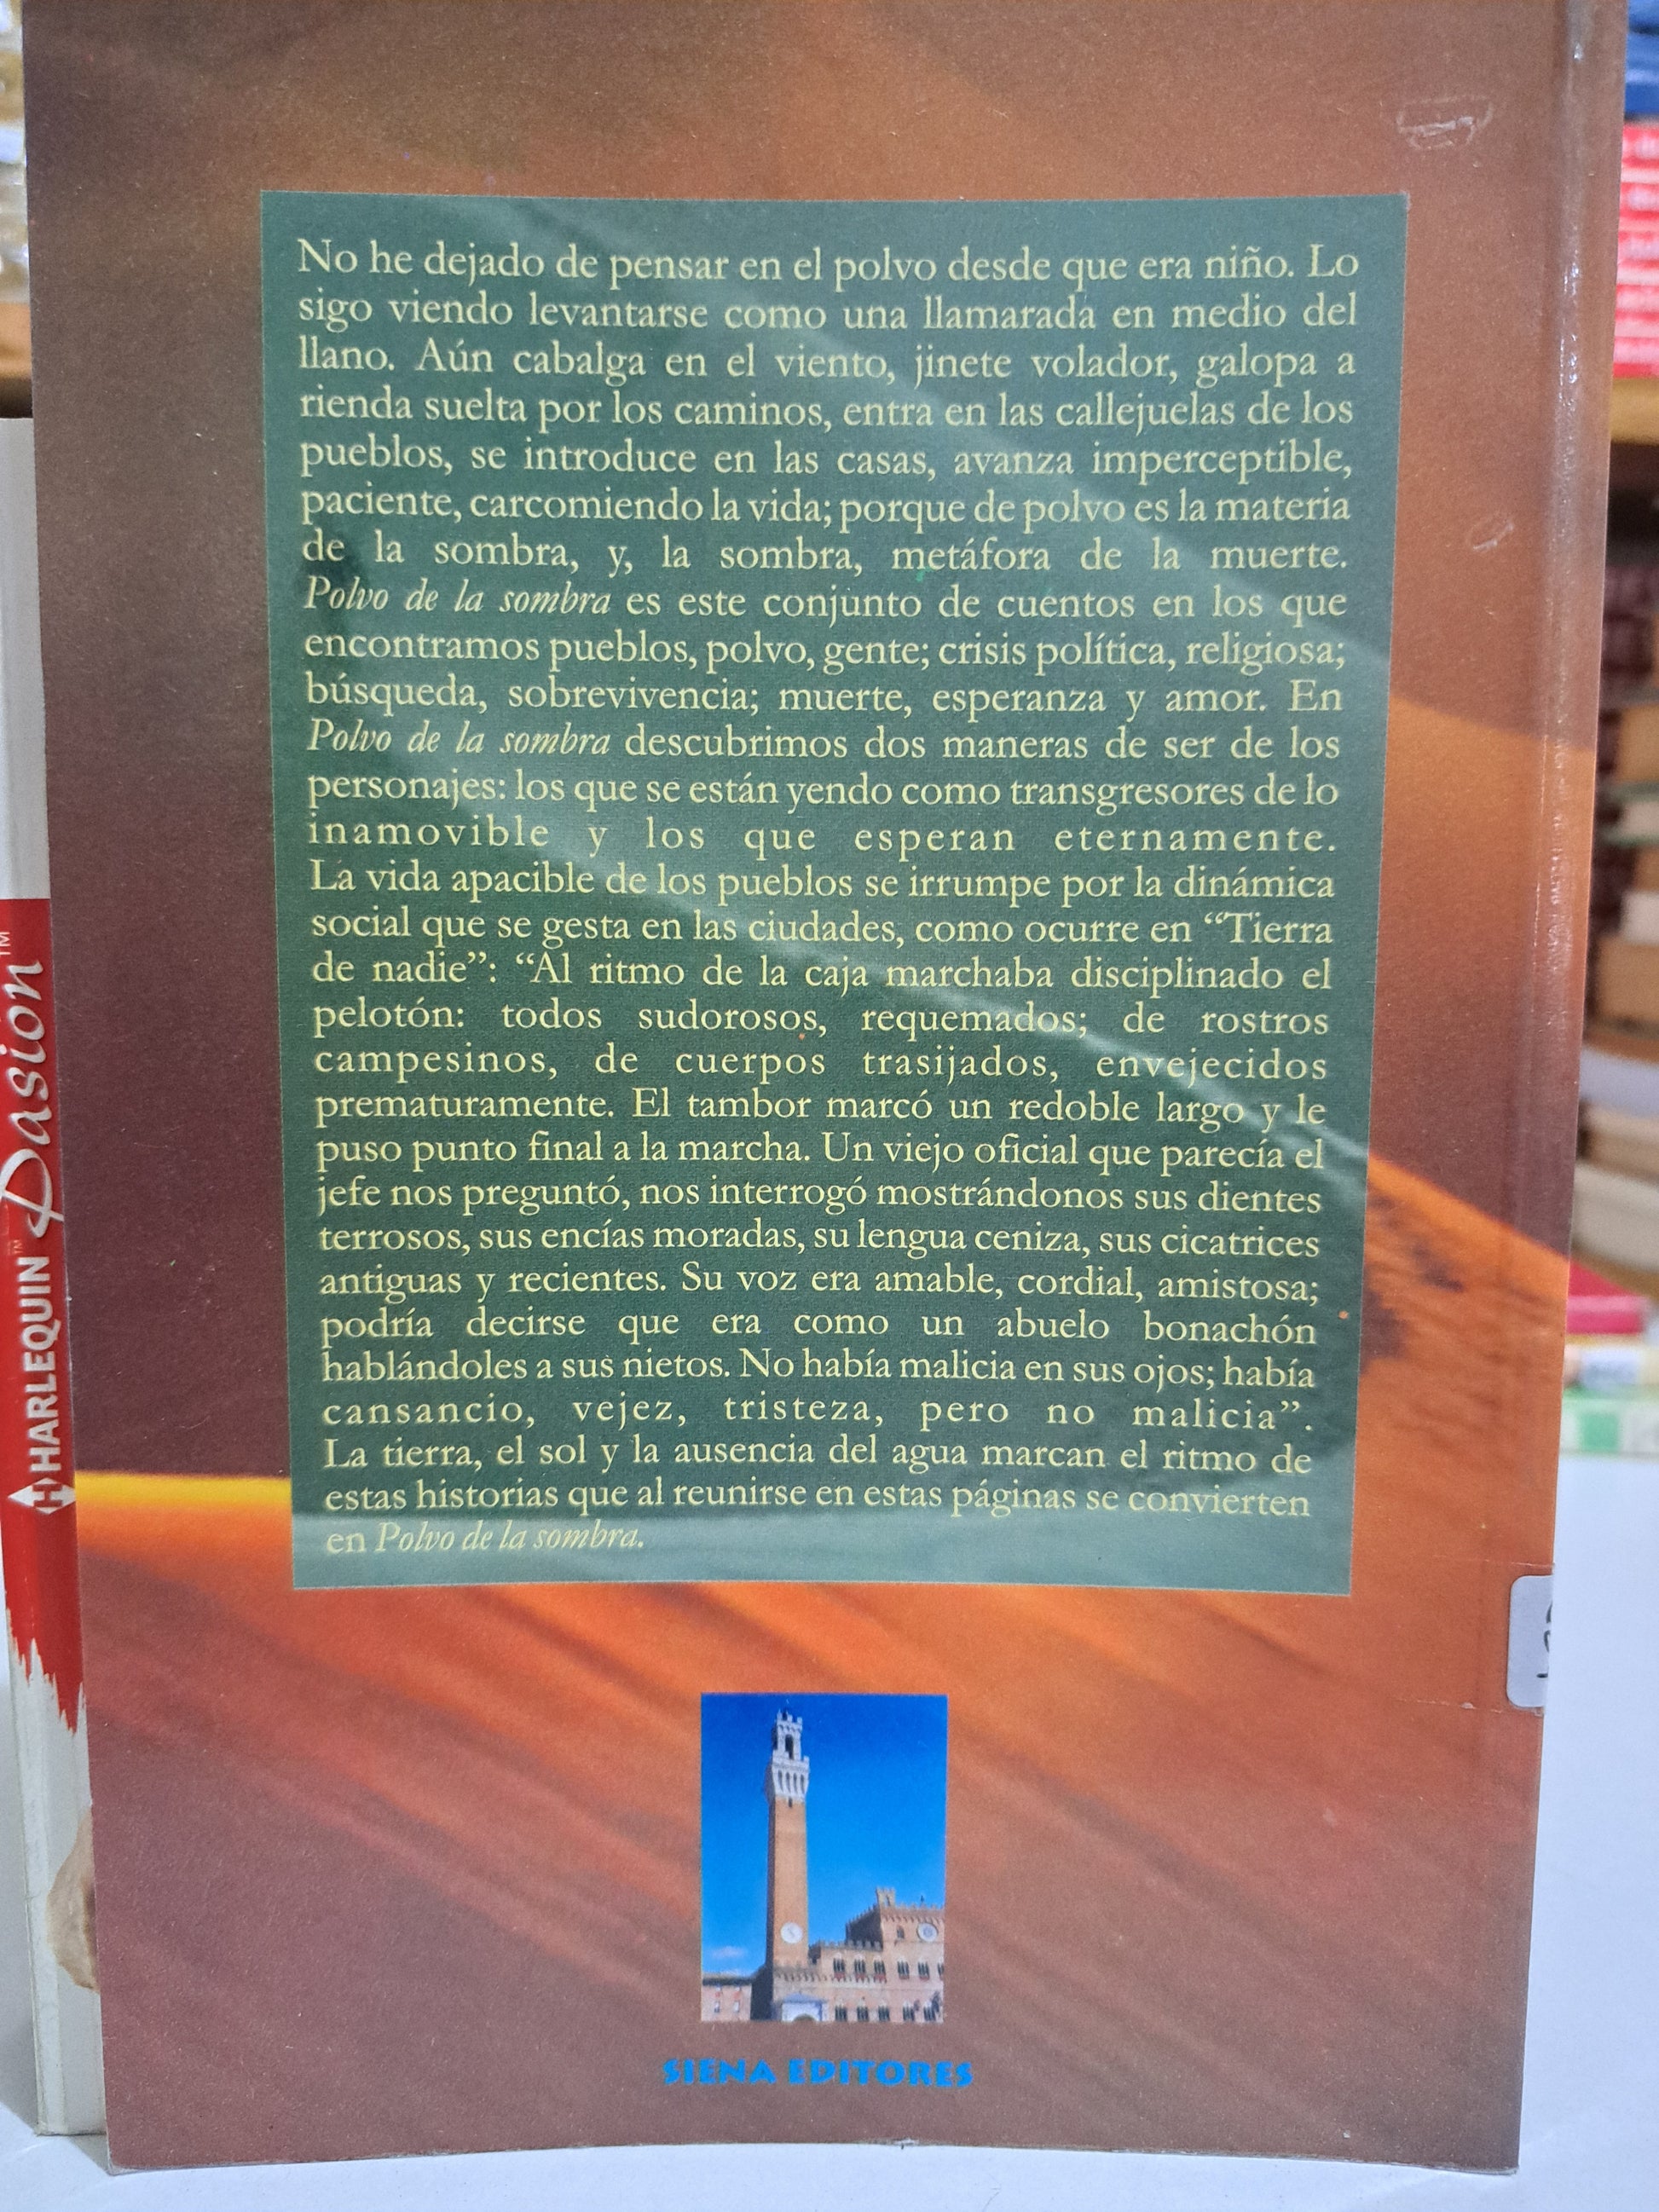 No he dejado de pensar en el polvo desde que era niño. Lo
sigo viendo levantarse como una llamarada en medio del
llano. Aún cabalga en el viento, jinete volador, galopa a
rienda suelta por los caminos, entra en las callejuelas de los
pueblos, se introduce en las casas, avanza imperceptible,
paciente, carcomiendo la vida; porque de polvo es la materia
de la sombra, y, la sombra, metáfora de la muerte.
Polvo de la sombra es este conjunto de cuentos en los que
encontramos pueblos, polvo, gente; crisis política, religiosa;
búsqueda, sobrevivencia; muerte, esperanza y amor. En
Polvo de la sombra descubrimos dos maneras de ser de los
personajes: los que se están yendo como transgresores de lo
inamovible y los que esperan eternamente.
La vida apacible de los pueblos se irrumpe por la dinámica
social que se gesta en las ciudades, como ocurre en “Tierra
de nadie”: “Al ritmo de la caja marchaba disciplinado el
pelotón: todos sudorosos, requemados; de rostros
campesinos, de cuerpos trasijados, envejecidos
prematuramente. El tambor marcó un redoble largo y le
puso punto final a la marcha. Un viejo oficial que parecía el
jefe nos preguntó, nos interrogó mostrándonos sus dientes
terrosos, sus encías moradas, su lengua ceniza, sus cicatrices
antiguas y recientes. Su voz era amable, cordial, amistosa;
podría decirse que era como un abuelo bonachón
hablándoles a sus nietos. No había malicia en sus ojos; había
cansancio, vejez, tristeza, pero no malicia”.
La tierra, el sol y la ausencia del agua marcan el ritmo de
estas historias que al reunirse en estas páginas se convierten
en Polvo de la sombra.
SIENA EDITORES
HARLEQUIN™ Pasion™